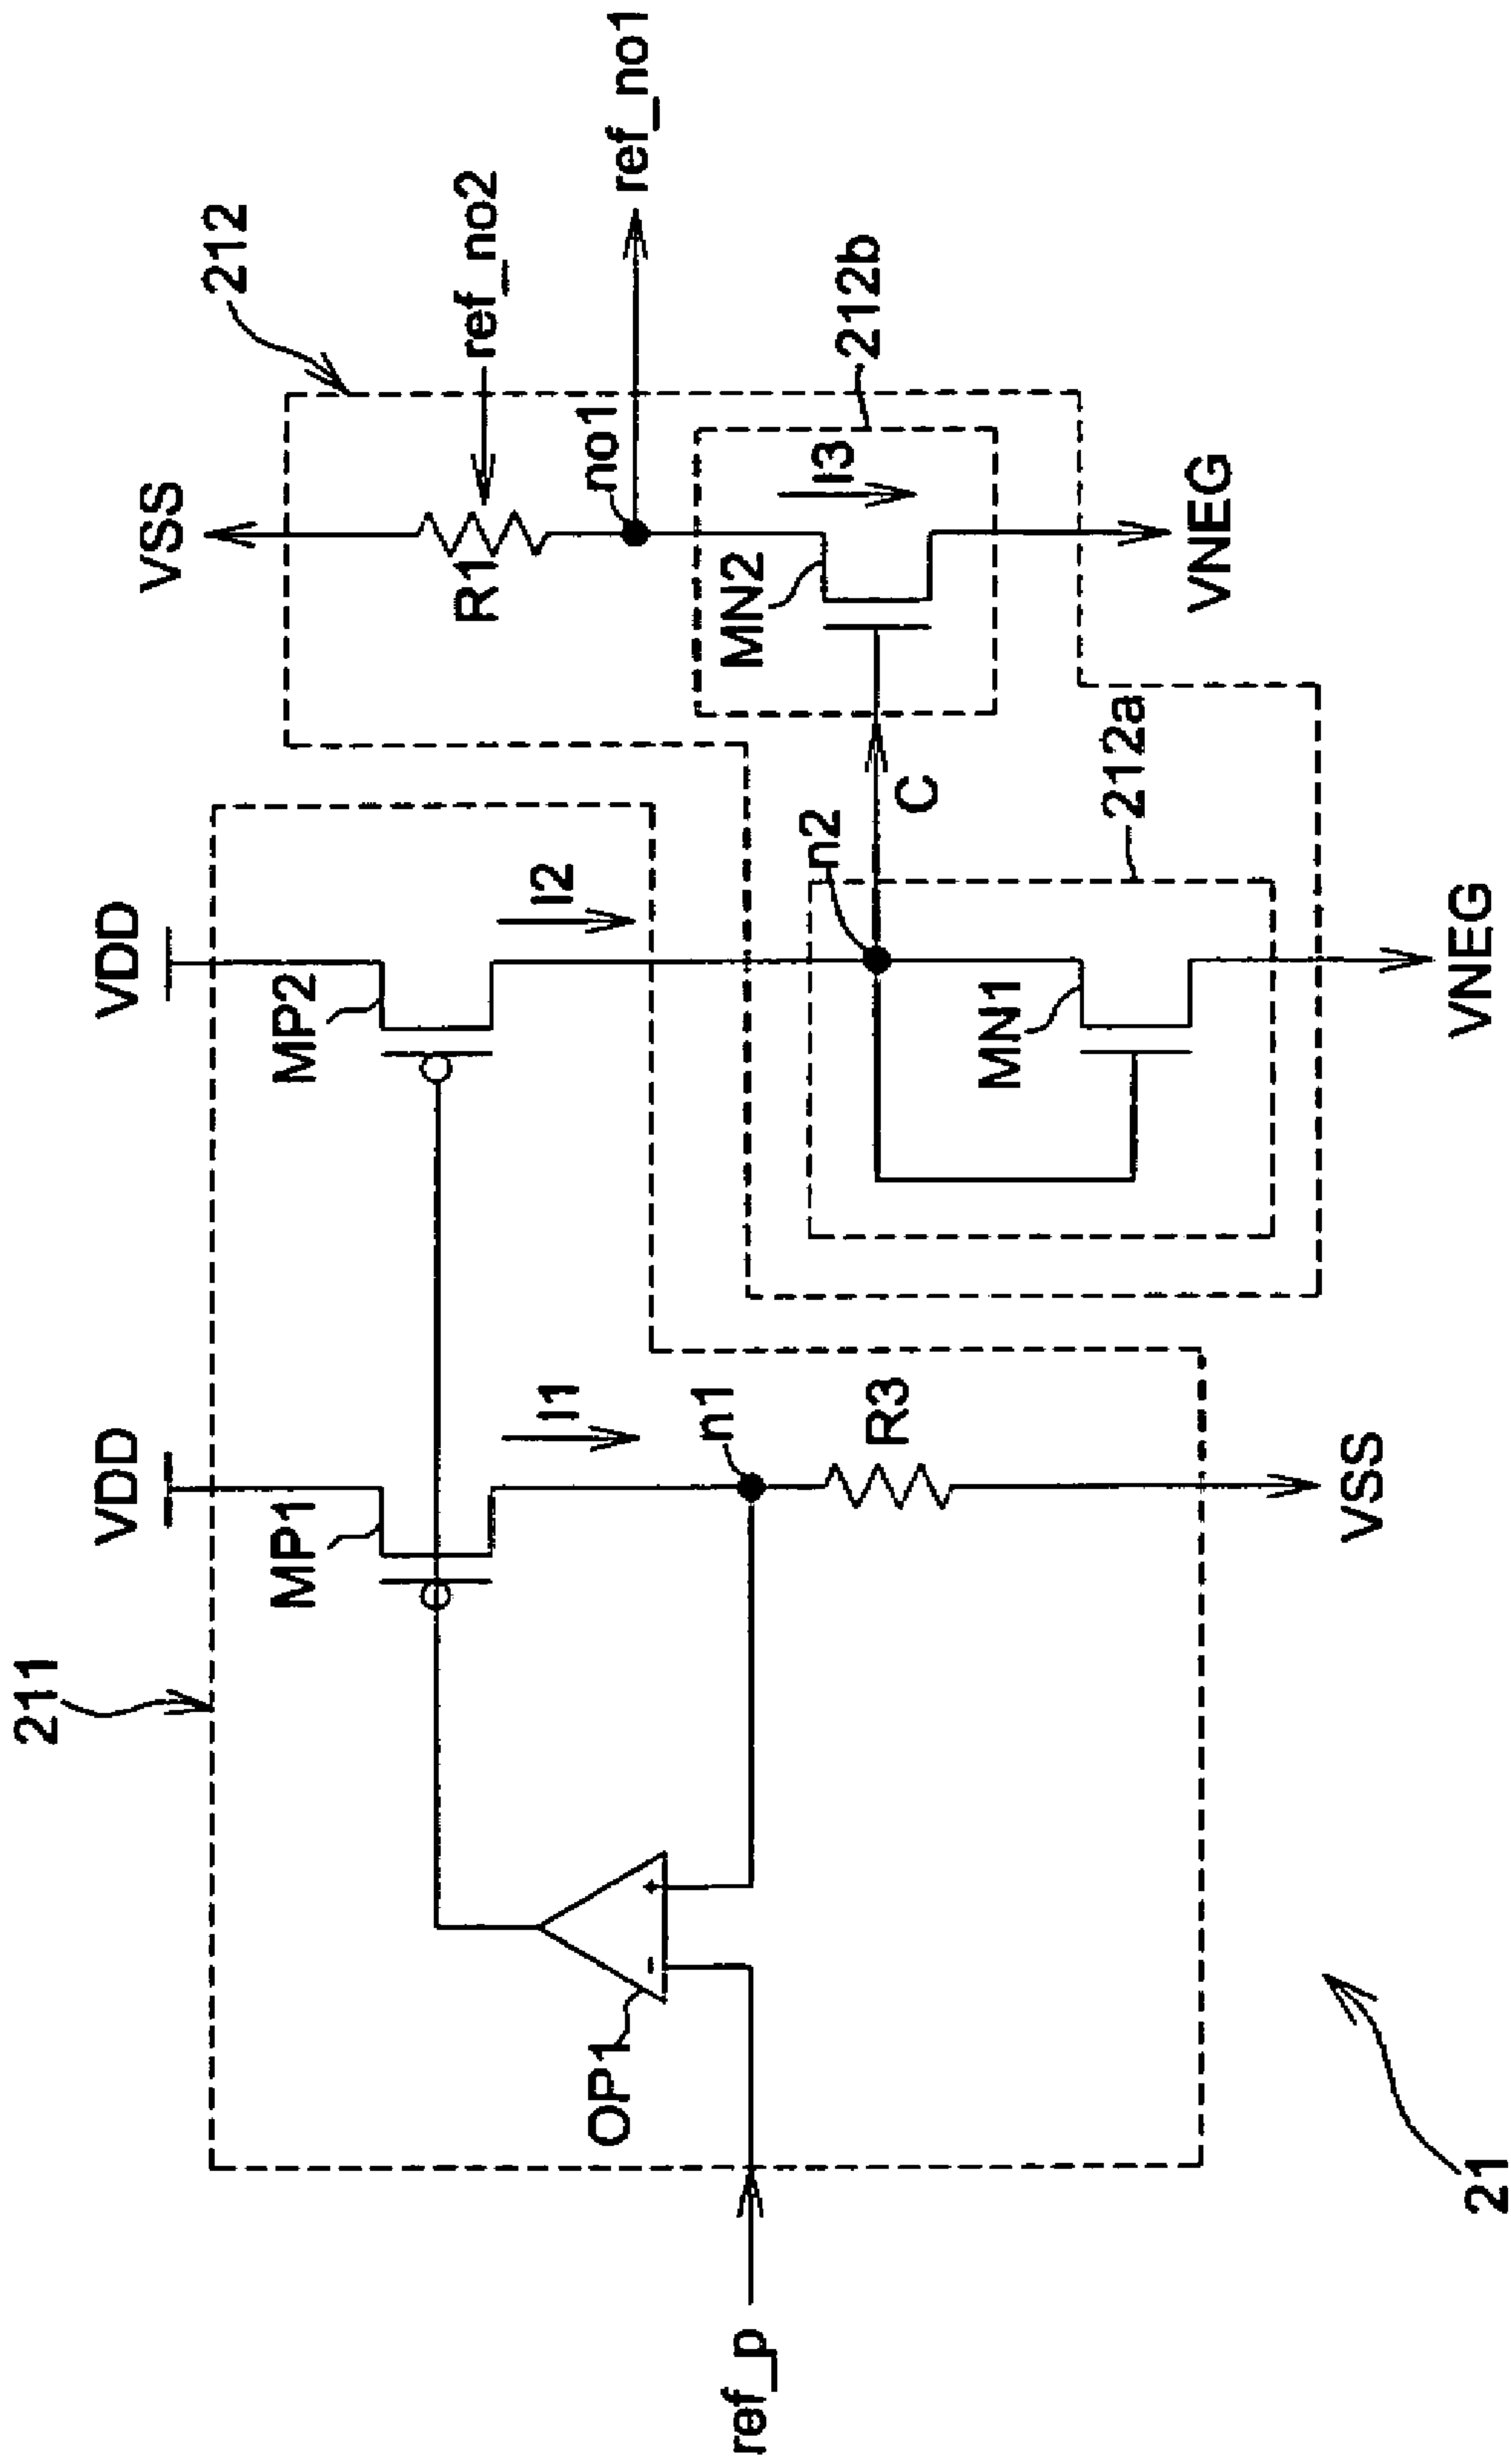 211
VDD
VDD
VSS
212
MP1
MP2
R1
ref_no2
I1
I2
no1
ref_no1
OP1
n1
MN2
I3
212b
ref_p
R3
n2
C
MN1
212a
VNEG
VSS
VNEG
21